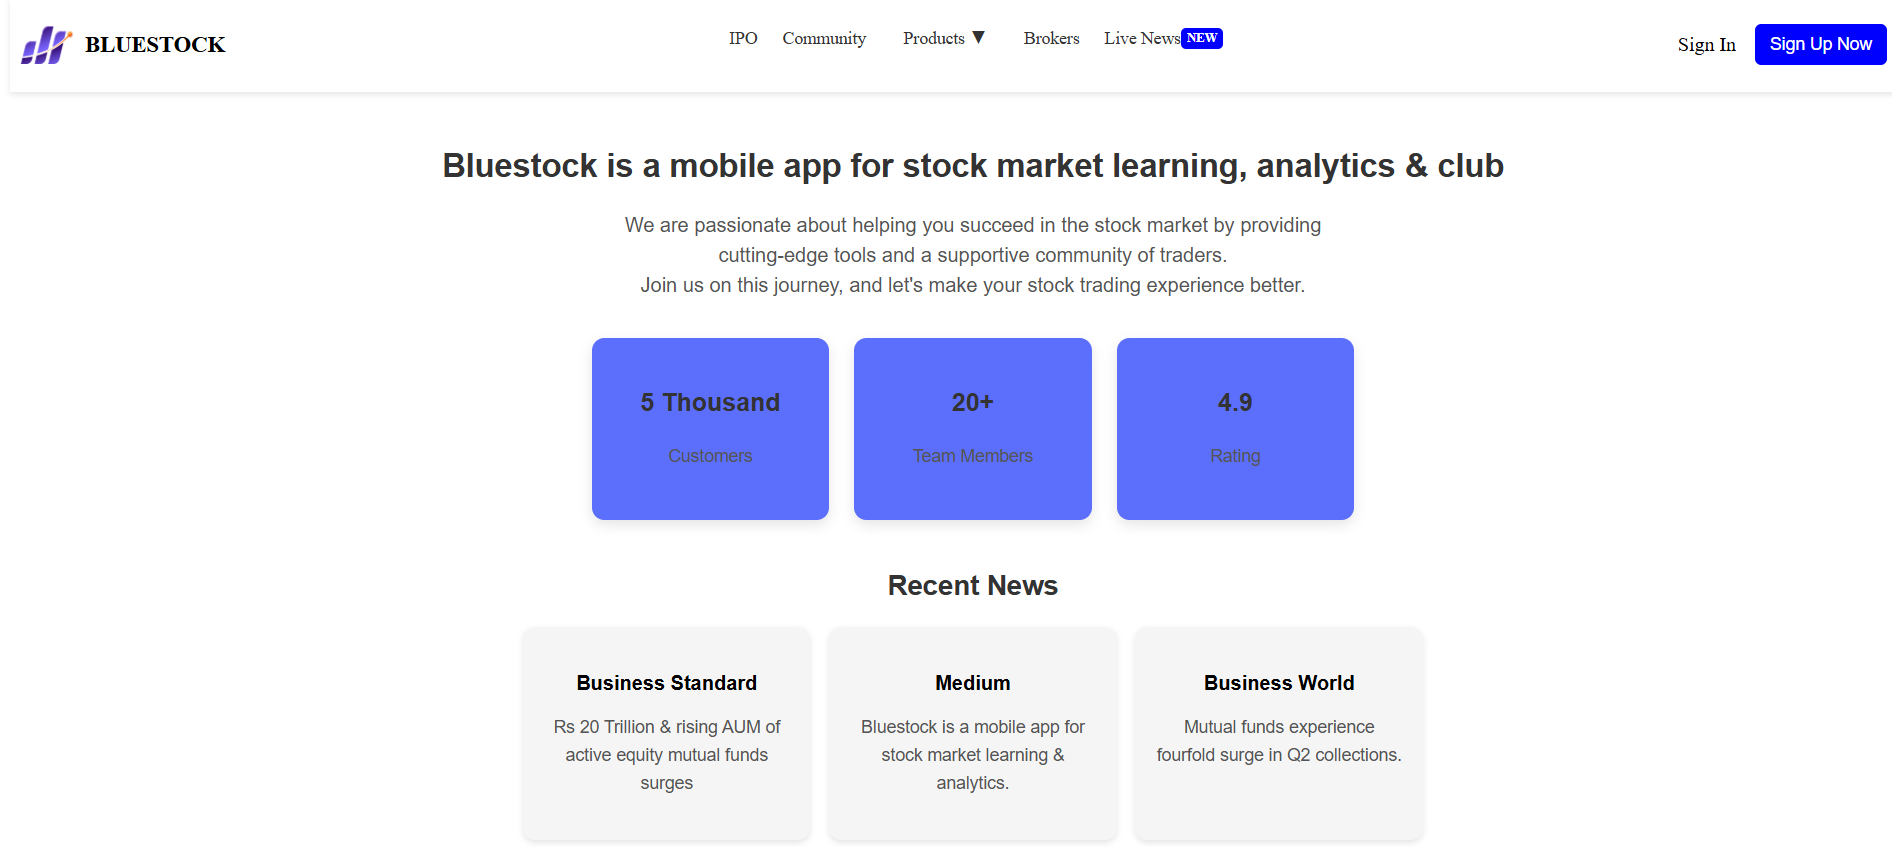 BLUESTOCK
IPO Community Products ▼ Brokers Live News NEW
Sign In Sign Up Now
Bluestock is a mobile app for stock market learning, analytics & club
We are passionate about helping you succeed in the stock market by providing
cutting-edge tools and a supportive community of traders.
Join us on this journey, and let's make your stock trading experience better.
5 Thousand
Customers
20+
Team Members
4.9
Rating
Recent News
Business Standard
Rs 20 Trillion & rising AUM of
active equity mutual funds
surges
Medium
Bluestock is a mobile app for
stock market learning &
analytics.
Business World
Mutual funds experience
fourfold surge in Q2 collections.